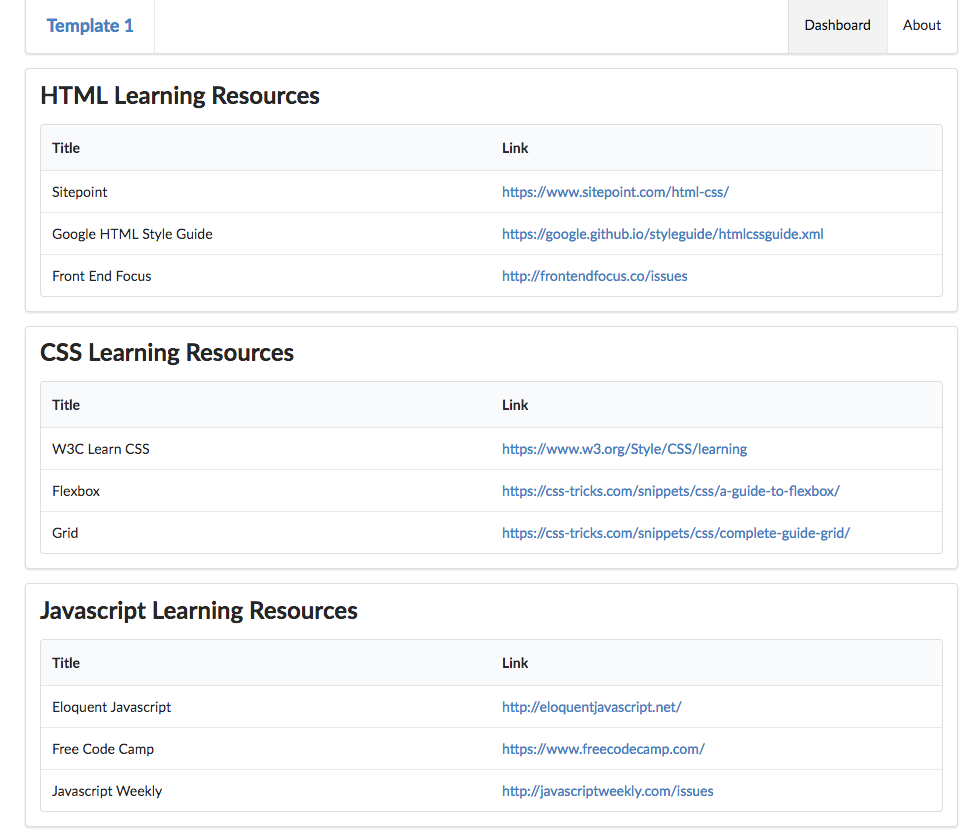 Template 1 Dashboard About
HTML Learning Resources
Title Link
Sitepoint https://www.sitepoint.com/html-css/
Google HTML Style Guide https://google.github.io/styleguide/htmlcssguide.xml
Front End Focus http://frontendfocus.co/issues
CSS Learning Resources
Title Link
W3C Learn CSS https://www.w3.org/Style/CSS/learning
Flexbox https://css-tricks.com/snippets/css/a-guide-to-flexbox/
Grid https://css-tricks.com/snippets/css/complete-guide-grid/
Javascript Learning Resources
Title Link
Eloquent Javascript http://eloquentjavascript.net/
Free Code Camp https://www.freecodecamp.com/
Javascript Weekly http://javascriptweekly.com/issues